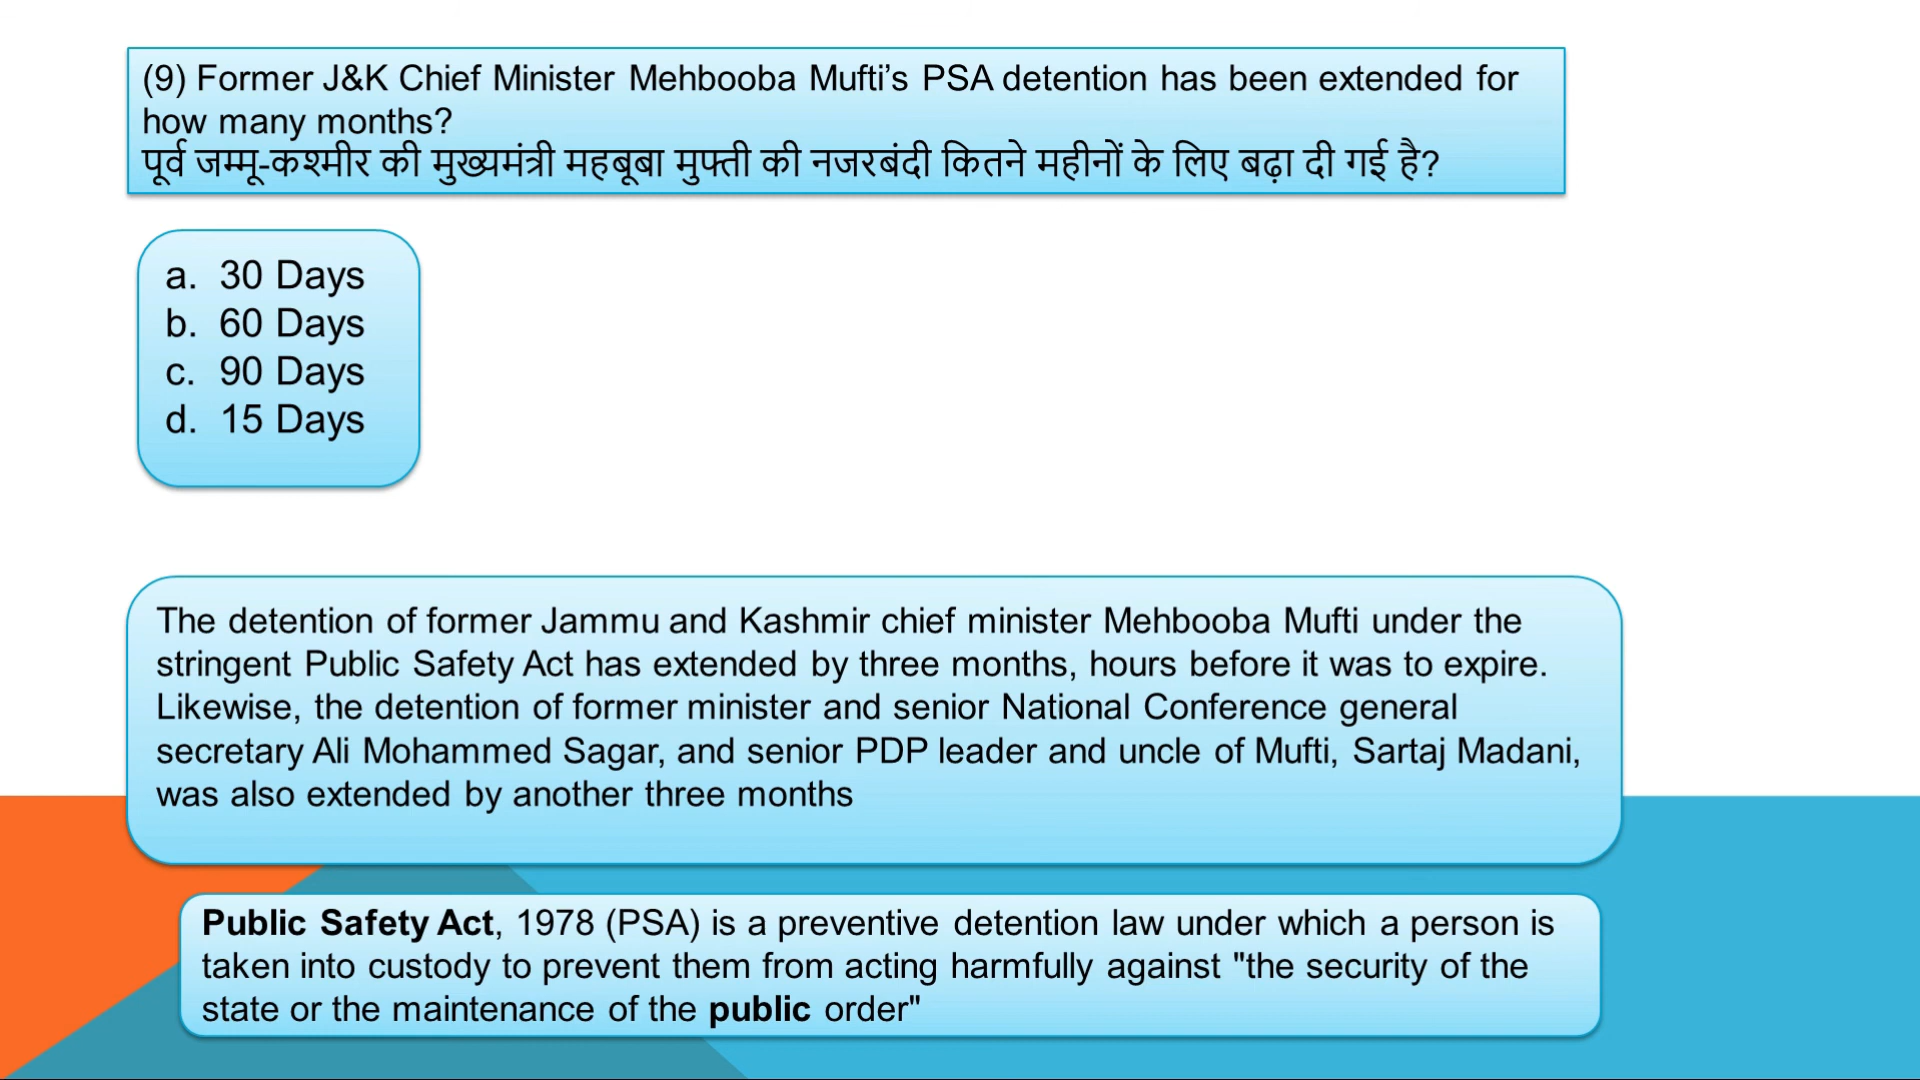 (9) Former J&K Chief Minister Mehbooba Mufti’s PSA detention has been extended for
how many months?
पूर्व जम्मू-कश्मीर की मुख्यमंत्री महबूबा मुफ्ती की नजरबंदी कितने महीनों के लिए बढ़ा दी गई है?
a. 30 Days
b. 60 Days
c. 90 Days
d. 15 Days
The detention of former Jammu and Kashmir chief minister Mehbooba Mufti under the
stringent Public Safety Act has extended by three months, hours before it was to expire.
Likewise, the detention of former minister and senior National Conference general
secretary Ali Mohammed Sagar, and senior PDP leader and uncle of Mufti, Sartaj Madani,
was also extended by another three months
Public Safety Act, 1978 (PSA) is a preventive detention law under which a person is
taken into custody to prevent them from acting harmfully against "the security of the
state or the maintenance of the public order"